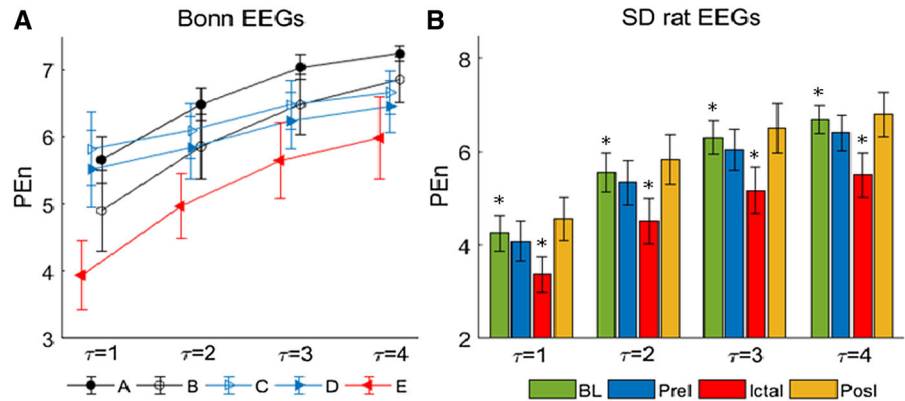 A Bonn EEGs
PEn
7
6
5
4
3
τ=1 τ=2 τ=3 τ=4
A B C D E
B SD rat EEGs
PEn
8
6
4
2
* * * * * * * *
τ=1 τ=2 τ=3 τ=4
BL PreI Ictal PosI